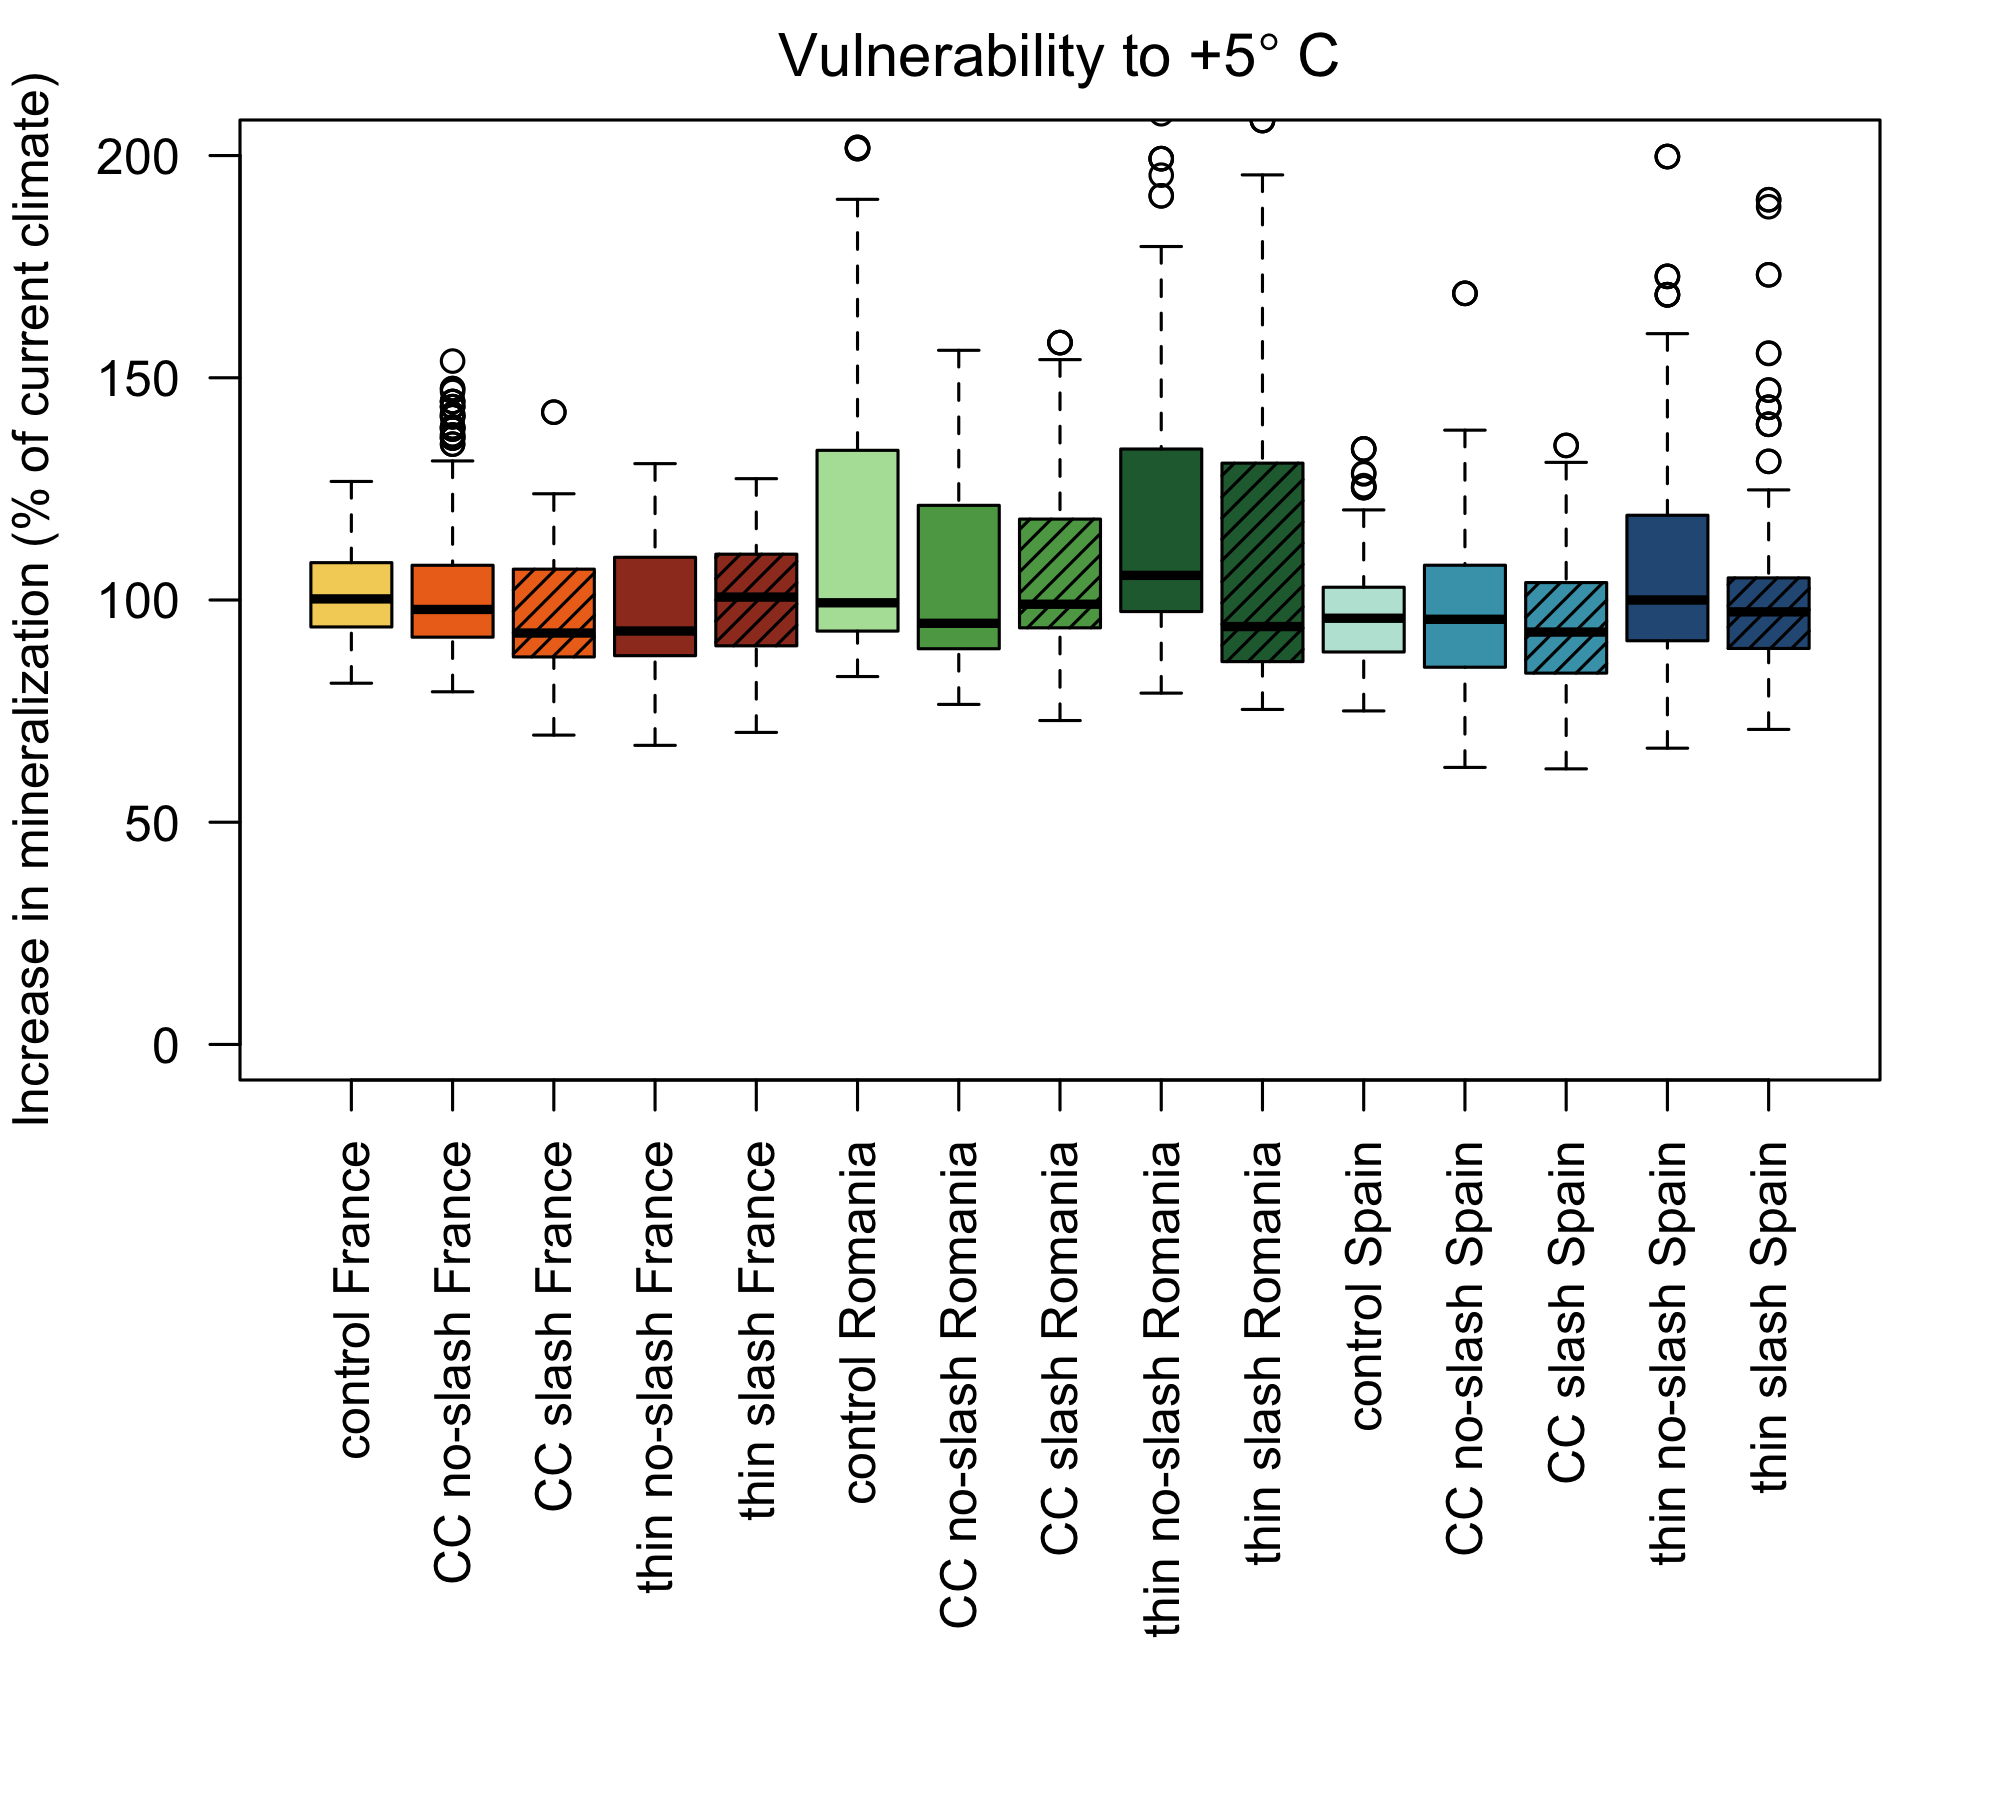 Vulnerability to +5° C
Increase in mineralization (% of current climate)
200
150
100
50
0
control France
CC no-slash France
CC slash France
thin no-slash France
thin slash France
control Romania
CC no-slash Romania
CC slash Romania
thin no-slash Romania
thin slash Romania
control Spain
CC no-slash Spain
CC slash Spain
thin no-slash Spain
thin slash Spain